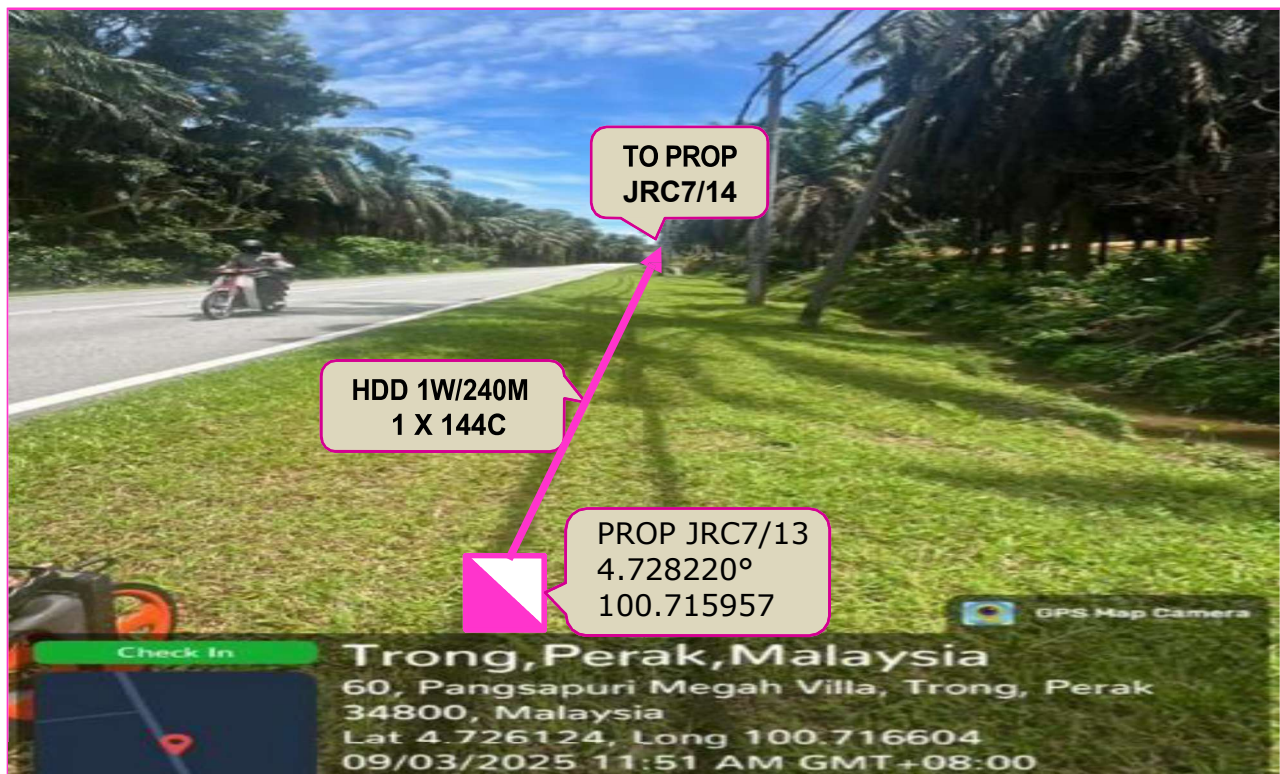 TO PROP
JRC7/14
HDD 1W/240M
1 X 144C
PROP JRC7/13
4.728220°
100.715957
GPS Map Camera
Check In
Trong,Perak,Malaysia
60, Pangsapuri Megah Villa, Trong, Perak
34800, Malaysia
Lat 4.726124, Long 100.716604
09/03/2025 11:51 AM GMT+08:00